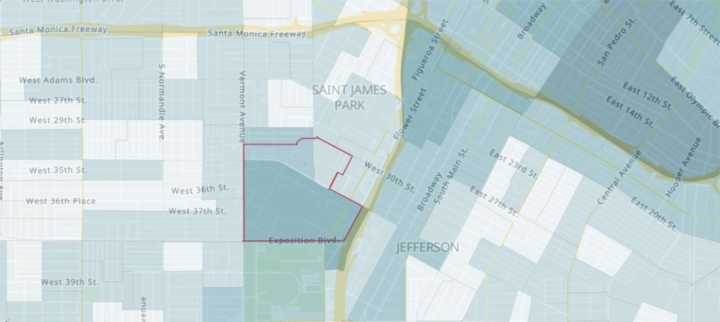 West Washington Blvd
East 7th Street
Broadway
San Pedro St.
Figueroa Street
Santa Monica Freeway
Santa Monica Freeway
West Adams Blvd.
S Normandie Ave
Vermont Avenue
SAINT JAMES
PARK
East 12th St.
East 14th St.
East Olympic
West 27th St.
West 29th St.
Flower Street
West 35th St.
West 30th St.
East 23rd St.
South Main St.
Broadway
Central Avenue
Hooper Avenue
West 36th St.
West 36th Place
West 37th St.
East 27th St.
East 20th St.
Exposition Blvd.
JEFFERSON
West 39th St.